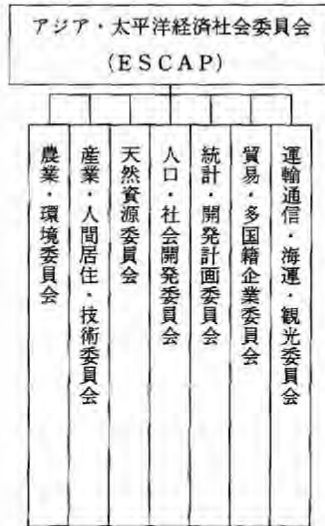 アジア・太平洋経済社会委員会
(ESCAP)
運輸通信・海運・観光委員会
貿易・多国籍企業委員会
統計・開発計画委員会
人口・社会開発委員会
天然資源委員会
産業・人間居住・技術委員会
農業・環境委員会